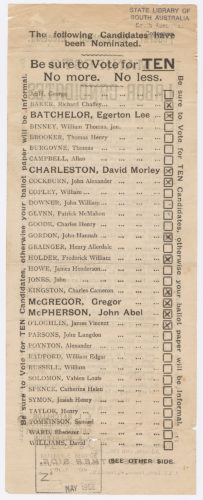 STATE LIBRARY OF
SOUTH AUSTRALIA
The following Candidates have
been Nominated.
Be sure to Vote for TEN
No more. No less.
Be sure to Vote for TEN Candidates, otherwise your ballot paper will be informal.
Ash, George
BAKER, Richard Chaffey
BATCHELOR, Egerton Lee
BINNEY, William Thomas, jun.
BROOKER, Thomas Henry
BURGOYNE, Thomas
CAMPBELL, Allan
CHARLESTON, David Morley
COCKBURN, John Alexander
COPLEY, William
DOWNER, John William
GLYNN, Patrick McMahon
GOODE, Charles Henry
GORDON, John Hannah
GRAINGER, Henry Allerdale
HOLDER, Frederick William
HOWE, James Henderson
JONES, John
KINGSTON, Charles Cameron
McGREGOR, Gregor
McPHERSON, John Abel
O'LOGHLIN, James Vincent
PARSONS, John Langdon
POYNTON, Alexander
RADFORD, William Edgar
RUSSELL, William
SOLOMON, Vaiben Louis
SPENCE, Catherine Helen
SYMON, Josiah Henry
TAYLOR, Henry
TOMKINSON, Samuel
WARD, Ebenezer
WILLIAMS, David
Be sure to Vote for TEN Candidates, otherwise your ballot paper will be informal.
(SEE OTHER SIDE.
MAY